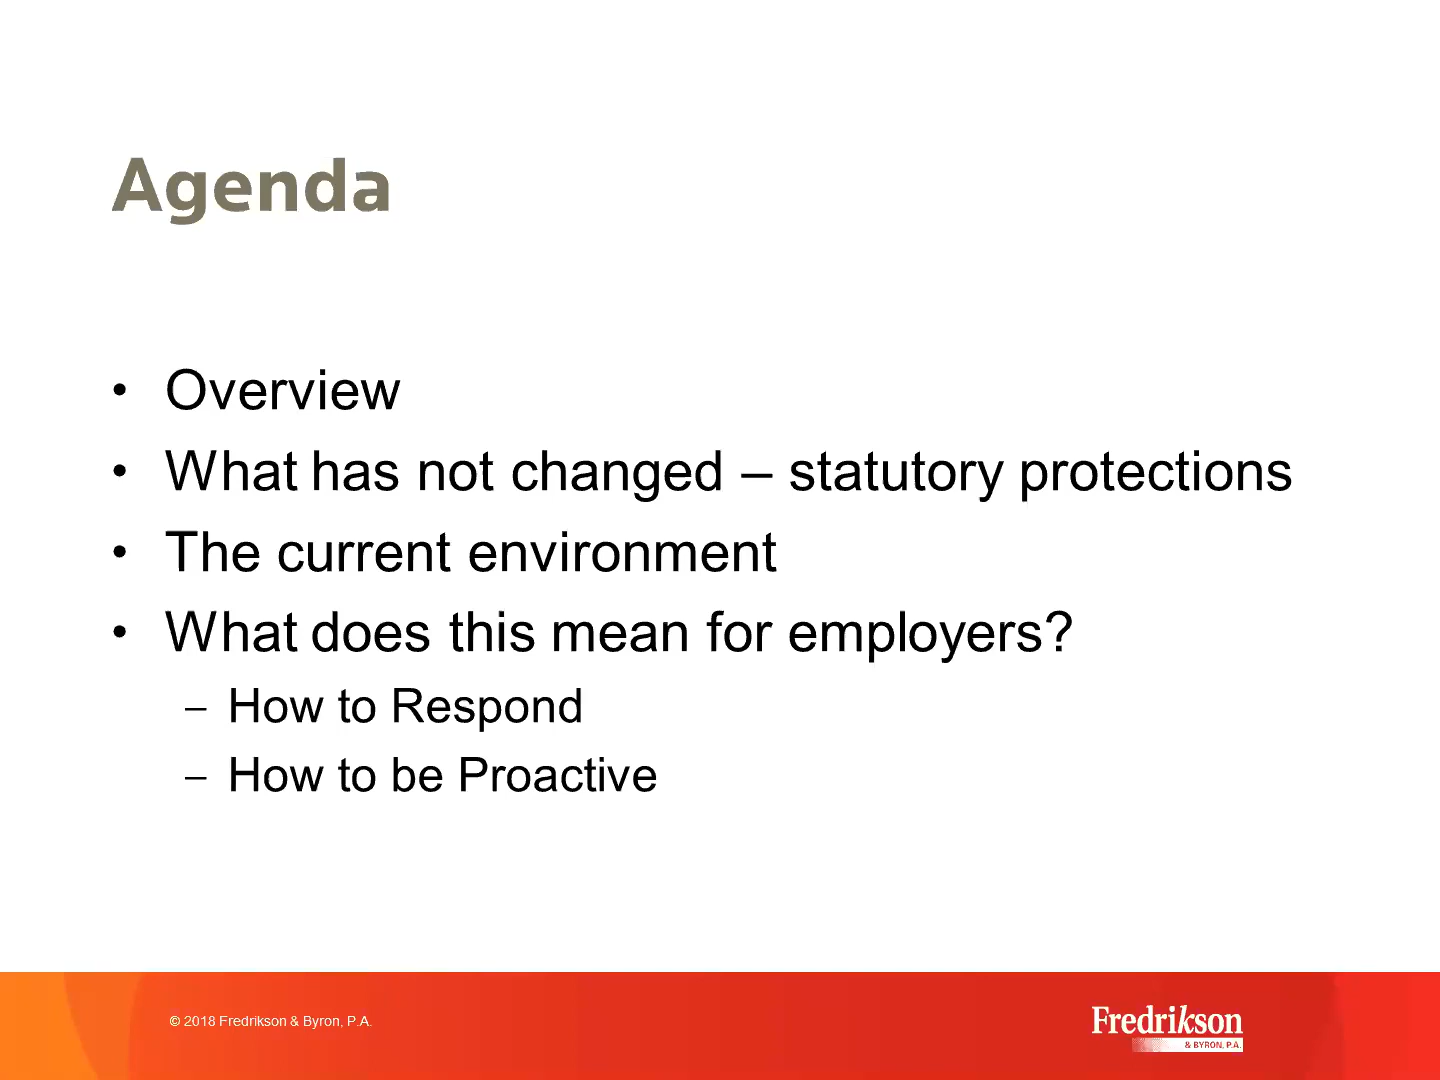 Agenda
• Overview
• What has not changed – statutory protections
• The current environment
• What does this mean for employers?
– How to Respond
– How to be Proactive
© 2018 Fredrikson & Byron, P.A.
Fredrikson
& BYRON, P.A.